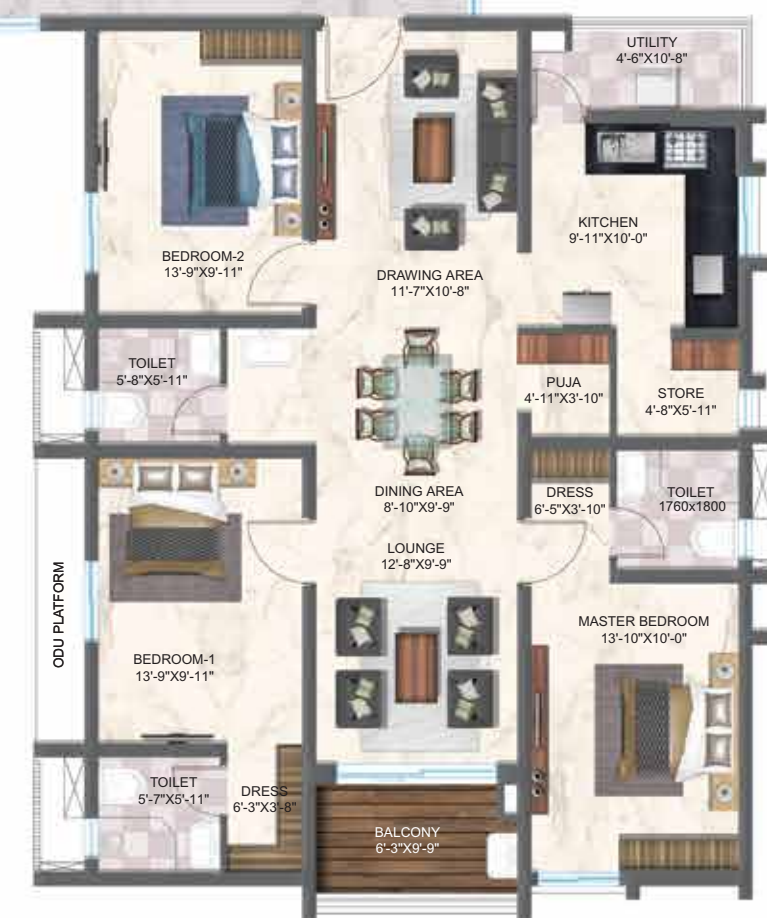 UTILITY
4'-6"X10'-8"
KITCHEN
9'-11"X10'-0"
BEDROOM-2
13'-9"X9'-11"
DRAWING AREA
11'-7"X10'-8"
TOILET
5'-8"X5'-11"
PUJA
4'-11"X3'-10"
STORE
4'-8"X5'-11"
DINING AREA
8'-10"X9'-9"
DRESS
6'-5"X3'-10"
TOILET
1760x1800
LOUNGE
12'-8"X9'-9"
ODU PLATFORM
MASTER BEDROOM
13'-10"X10'-0"
BEDROOM-1
13'-9"X9'-11"
TOILET
5'-7"X5'-11"
DRESS
6'-3"X3'-8"
BALCONY
6'-3"X9'-9"